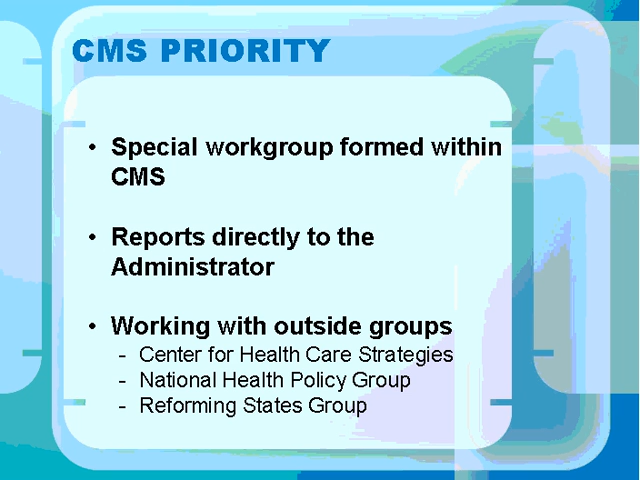 CMS PRIORITY
• Special workgroup formed within
CMS
• Reports directly to the
Administrator
• Working with outside groups
- Center for Health Care Strategies
- National Health Policy Group
- Reforming States Group